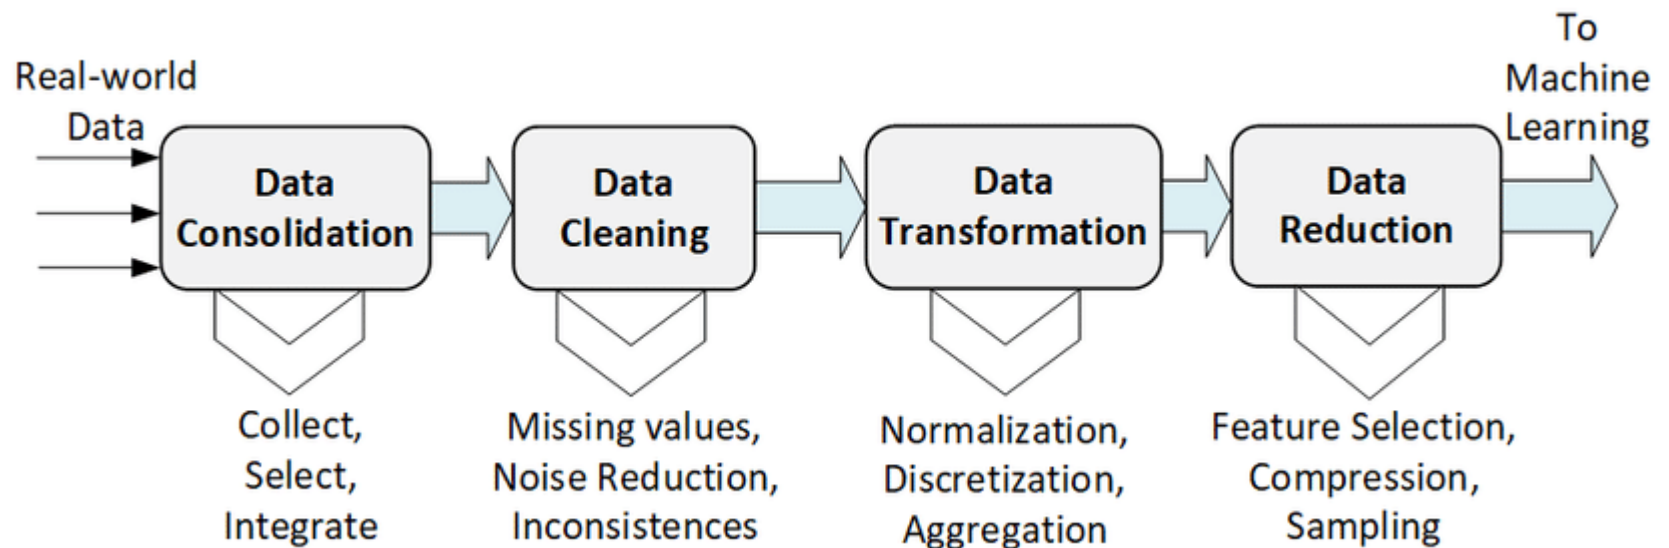 Real-world
Data
Data
Consolidation
Collect,
Select,
Integrate
Data
Cleaning
Missing values,
Noise Reduction,
Inconsistences
Data
Transformation
Normalization,
Discretization,
Aggregation
Data
Reduction
Feature Selection,
Compression,
Sampling
To
Machine
Learning